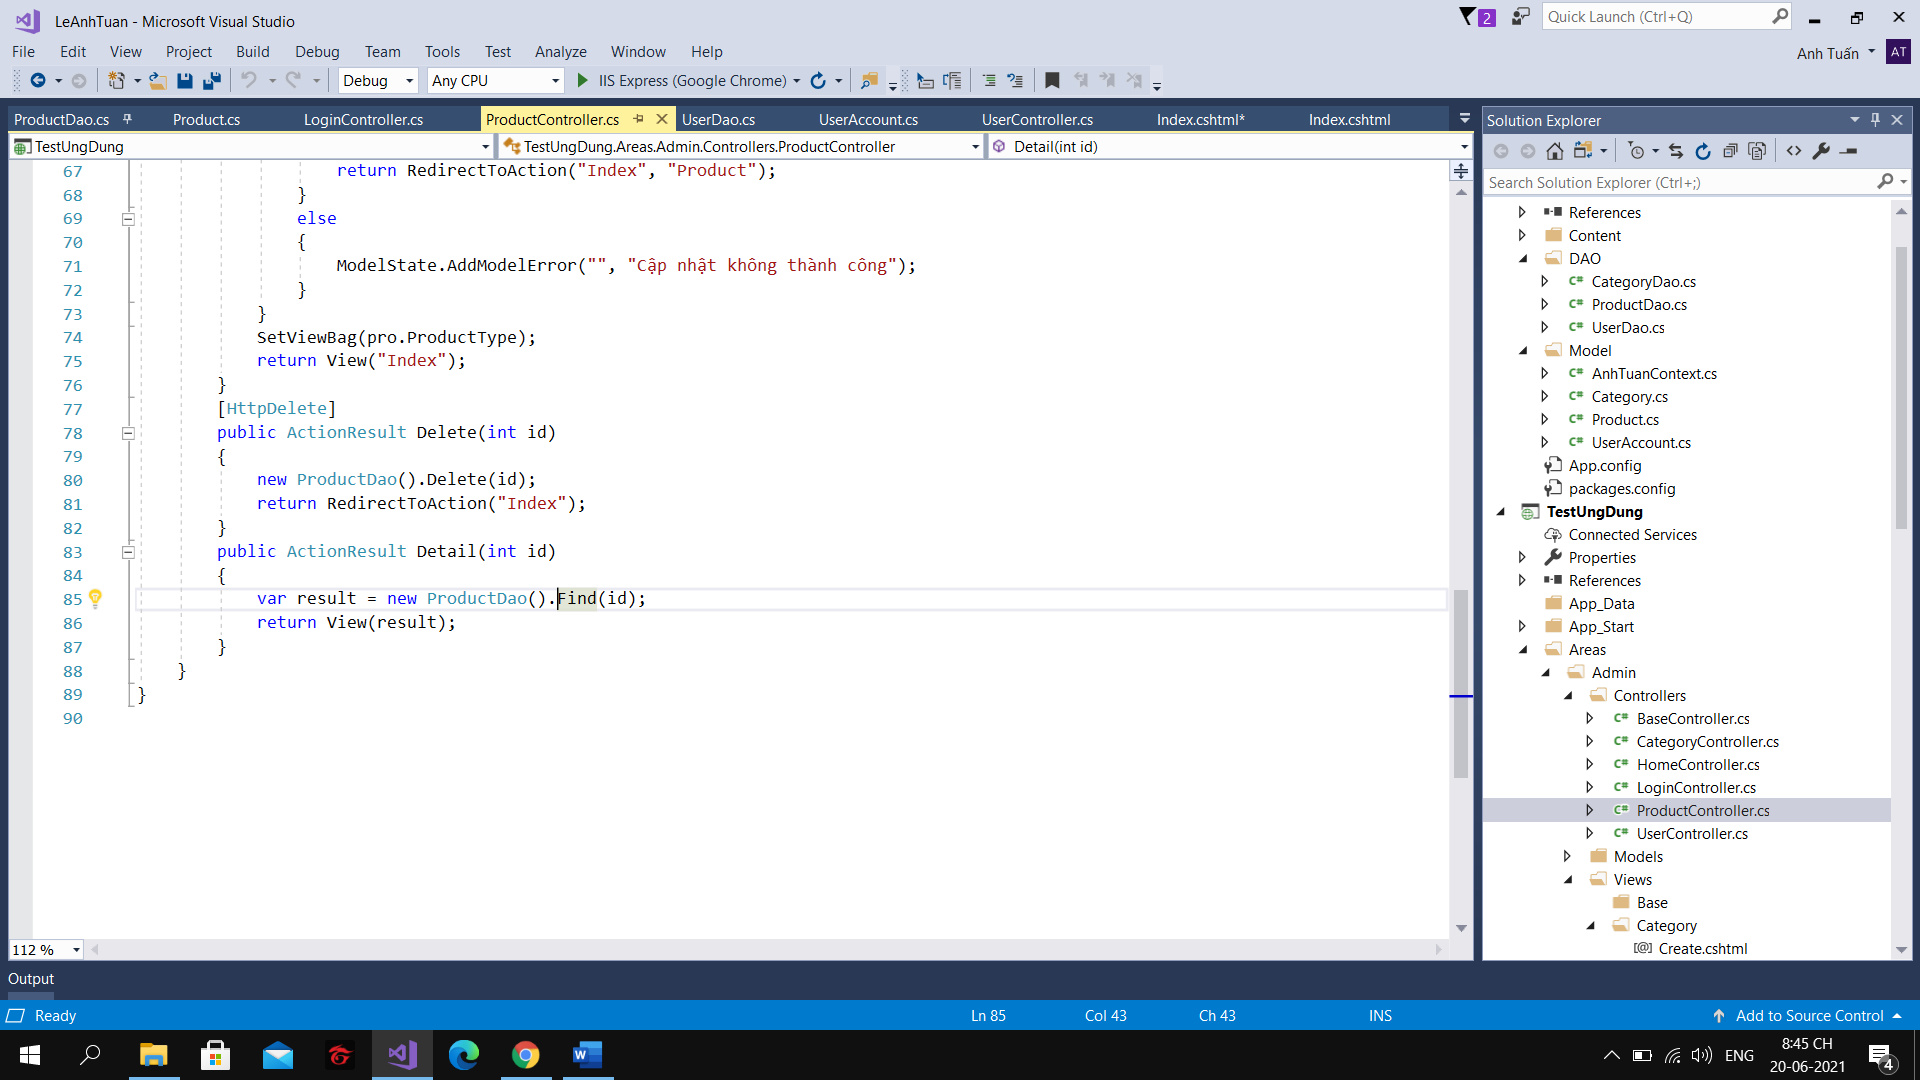 LeAnhTuan - Microsoft Visual Studio
2
Quick Launch (Ctrl+Q)
File Edit View Project Build Debug Team Tools Test Analyze Window Help
Anh Tuấn
AT
Debug
Any CPU
IIS Express (Google Chrome)
ProductDao.cs
Product.cs
LoginController.cs
ProductController.cs
UserDao.cs
UserAccount.cs
UserController.cs
Index.cshtml*
Index.cshtml
TestUngDung
TestUngDung.Areas.Admin.Controllers.ProductController
Detail(int id)
67 return RedirectToAction("Index", "Product");
68 }
69 else
70 {
71 ModelState.AddModelError("", "Cập nhật không thành công");
72 }
73 }
74 SetViewBag(pro.ProductType);
75 return View("Index");
76 }
77 [HttpDelete]
78 public ActionResult Delete(int id)
79 {
80 new ProductDao().Delete(id);
81 return RedirectToAction("Index");
82 }
83 public ActionResult Detail(int id)
84 {
85 var result = new ProductDao().Find(id);
86 return View(result);
87 }
88 }
89 }
90
112 %
Solution Explorer
Search Solution Explorer (Ctrl+;)
References
Content
DAO
C# CategoryDao.cs
C# ProductDao.cs
C# UserDao.cs
Model
C# AnhTuanContext.cs
C# Category.cs
C# Product.cs
C# UserAccount.cs
App.config
packages.config
TestUngDung
Connected Services
Properties
References
App_Data
App_Start
Areas
Admin
Controllers
C# BaseController.cs
C# CategoryController.cs
C# HomeController.cs
C# LoginController.cs
C# ProductController.cs
C# UserController.cs
Models
Views
Base
Category
[@] Create.cshtml
Output
Ready
Ln 85
Col 43
Ch 43
INS
Add to Source Control
ENG
8:45 CH
20-06-2021
4